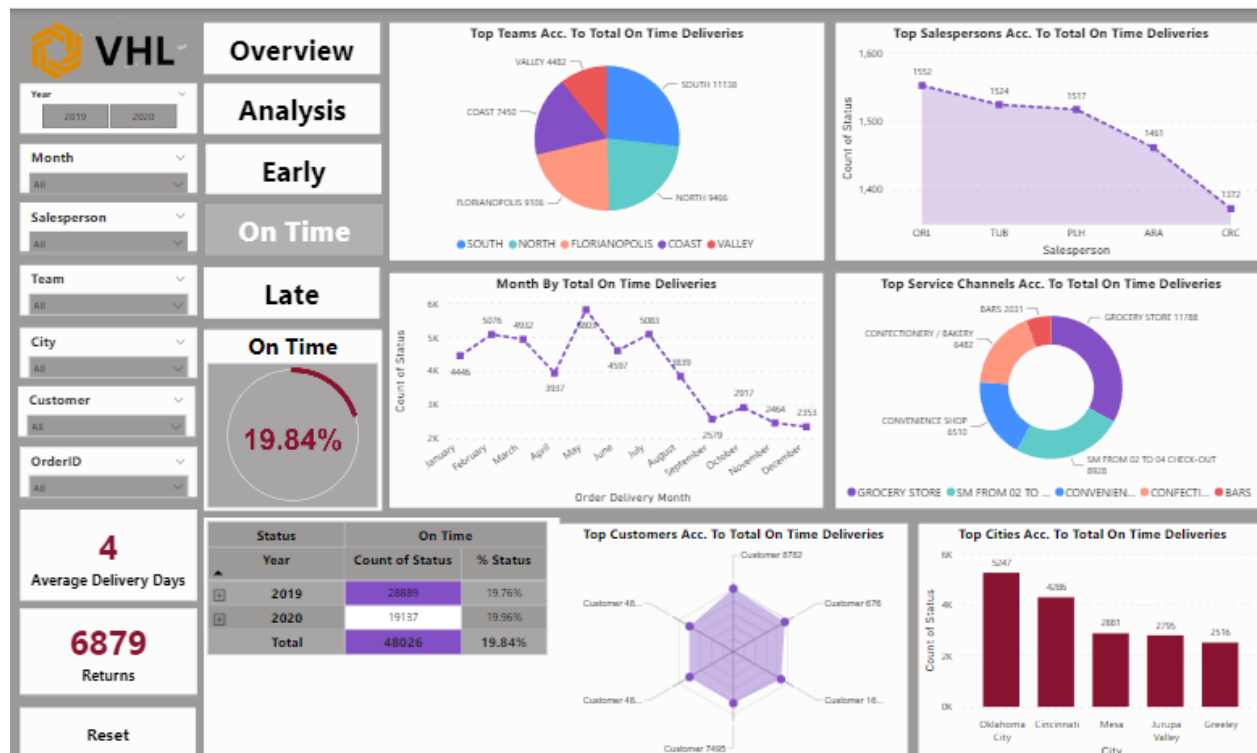 VHL
Year
2019
2020
Month
All
Salesperson
All
Team
All
City
All
Customer
All
OrderID
All
4
Average Delivery Days
6879
Returns
Reset
Overview
Analysis
Early
On Time
Late
On Time
19.84%
Top Teams Acc. To Total On Time Deliveries
VALLEY 4482
SOUTH 11138
COAST 7450
FLORIANOPOLIS 9106
NORTH 9466
SOUTH NORTH FLORIANOPOLIS COAST VALLEY
Top Salespersons Acc. To Total On Time Deliveries
Count of Status
1,600
1,500
1,400
1552
1524
1517
1461
1372
ORL TUB PLH ARA CRC
Salesperson
Month By Total On Time Deliveries
Count of Status
6K
5K
4K
3K
2K
4446
5076
4932
3937
5803
4597
5083
3839
2579
2917
2464
2353
January February March April May June July August September October November December
Order Delivery Month
Top Service Channels Acc. To Total On Time Deliveries
BARS 2031
GROCERY STORE 11788
CONFECTIONERY / BAKERY
6482
CONVENIENCE SHOP
6510
SM FROM 02 TO 04 CHECK-OUT
8928
GROCERY STORE SM FROM 02 TO ... CONVENIEN... CONFECTI... BARS
Status On Time
Year Count of Status % Status
2019 28889 19.76%
2020 19137 19.96%
Total 48026 19.84%
Top Customers Acc. To Total On Time Deliveries
Customer 8782
Customer 48...
Customer 676
Customer 48...
Customer 16...
Customer 7495
Top Cities Acc. To Total On Time Deliveries
Count of Status
6K
4K
2K
0K
5247
4286
2881
2795
2516
Oklahoma City
Cincinnati
Mesa
Jurupa Valley
Greeley
City